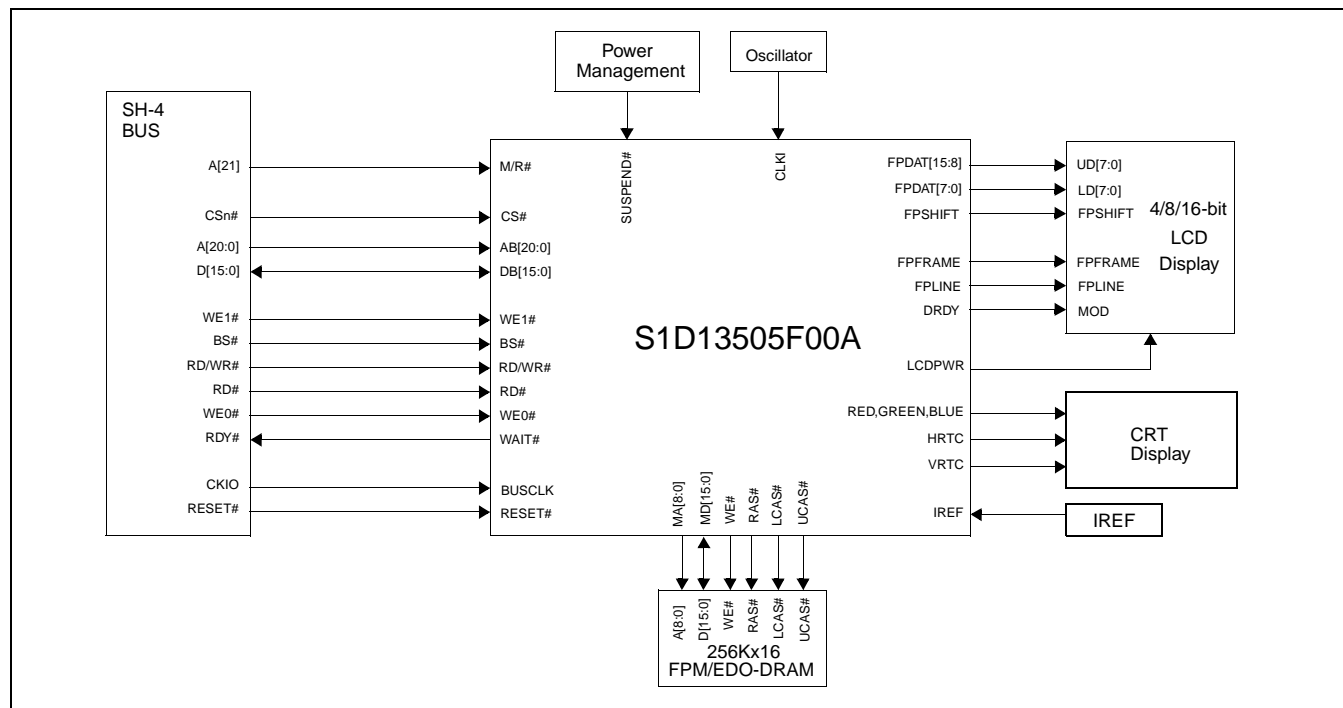 Power
Management
Oscillator
SH-4
BUS
A[21]
CSn#
A[20:0]
D[15:0]
WE1#
BS#
RD/WR#
RD#
WE0#
RDY#
CKIO
RESET#
M/R#
CS#
AB[20:0]
DB[15:0]
WE1#
BS#
RD/WR#
RD#
WE0#
WAIT#
BUSCLK
RESET#
SUSPEND#
CLKI
S1D13505F00A
FPDAT[15:8]
FPDAT[7:0]
FPSHIFT
FPFRAME
FPLINE
DRDY
LCDPWR
RED,GREEN,BLUE
HRTC
VRTC
IREF
UD[7:0]
LD[7:0]
FPSHIFT
FPFRAME
FPLINE
MOD
4/8/16-bit
LCD
Display
CRT
Display
IREF
MA[8:0]
MD[15:0]
WE#
RAS#
LCAS#
UCAS#
A[8:0]
D[15:0]
WE#
RAS#
LCAS#
UCAS#
256Kx16
FPM/EDO-DRAM